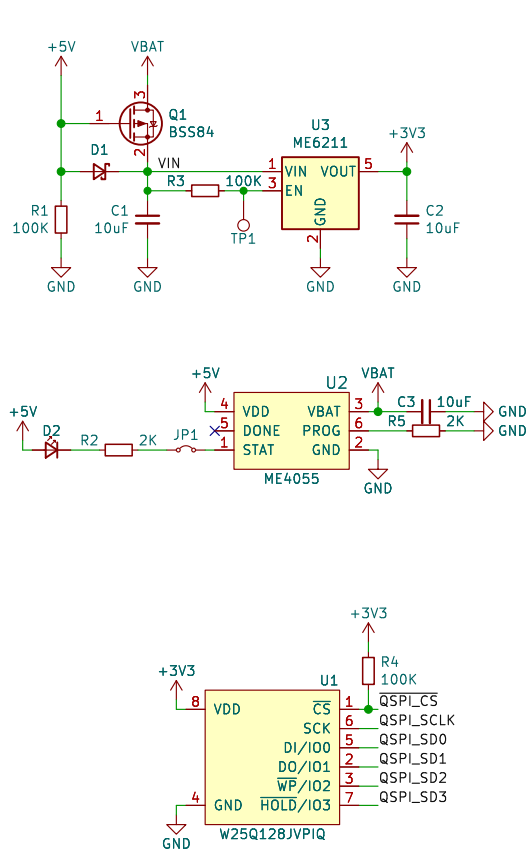 +5V
VBAT
3
Q1
BSS84
1
2
D1
VIN
R3
100K
TP1
R1
100K
C1
10uF
GND
GND
U3
ME6211
1
VIN
VOUT
5
3
EN
GND
2
GND
+3V3
C2
10uF
GND
+5V
U2
VBAT
+5V
4
VDD
VBAT
3
C3
10uF
GND
D2
R2
2K
JP1
5
DONE
PROG
6
R5
2K
GND
1
STAT
GND
2
ME4055
GND
+3V3
+3V3
U1
R4
100K
8
VDD
CS
1
QSPI_CS
SCK
6
QSPI_SCLK
DI/IO0
5
QSPI_SD0
DO/IO1
2
QSPI_SD1
WP/IO2
3
QSPI_SD2
4
GND
HOLD/IO3
7
QSPI_SD3
GND
W25Q128JVPIQ